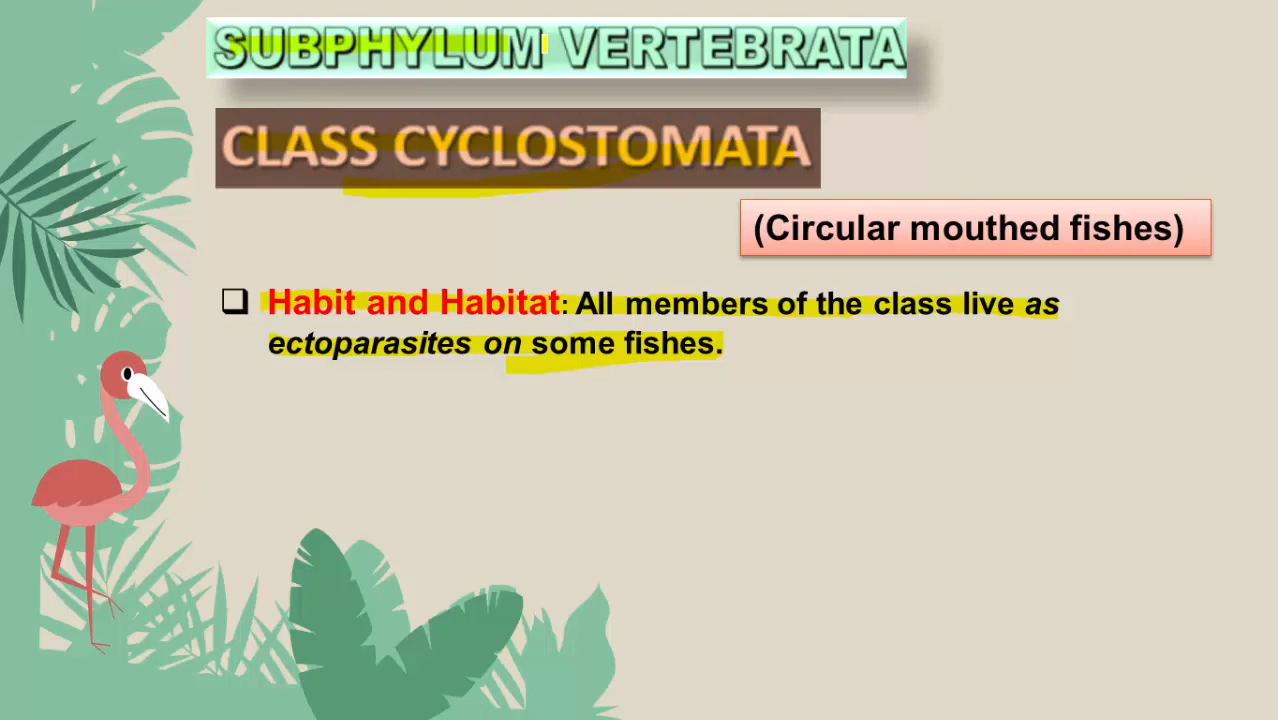 SUBPHYLUM VERTEBRATA
CLASS CYCLOSTOMATA
(Circular mouthed fishes)
❑ Habit and Habitat: All members of the class live as
ectoparasites on some fishes.